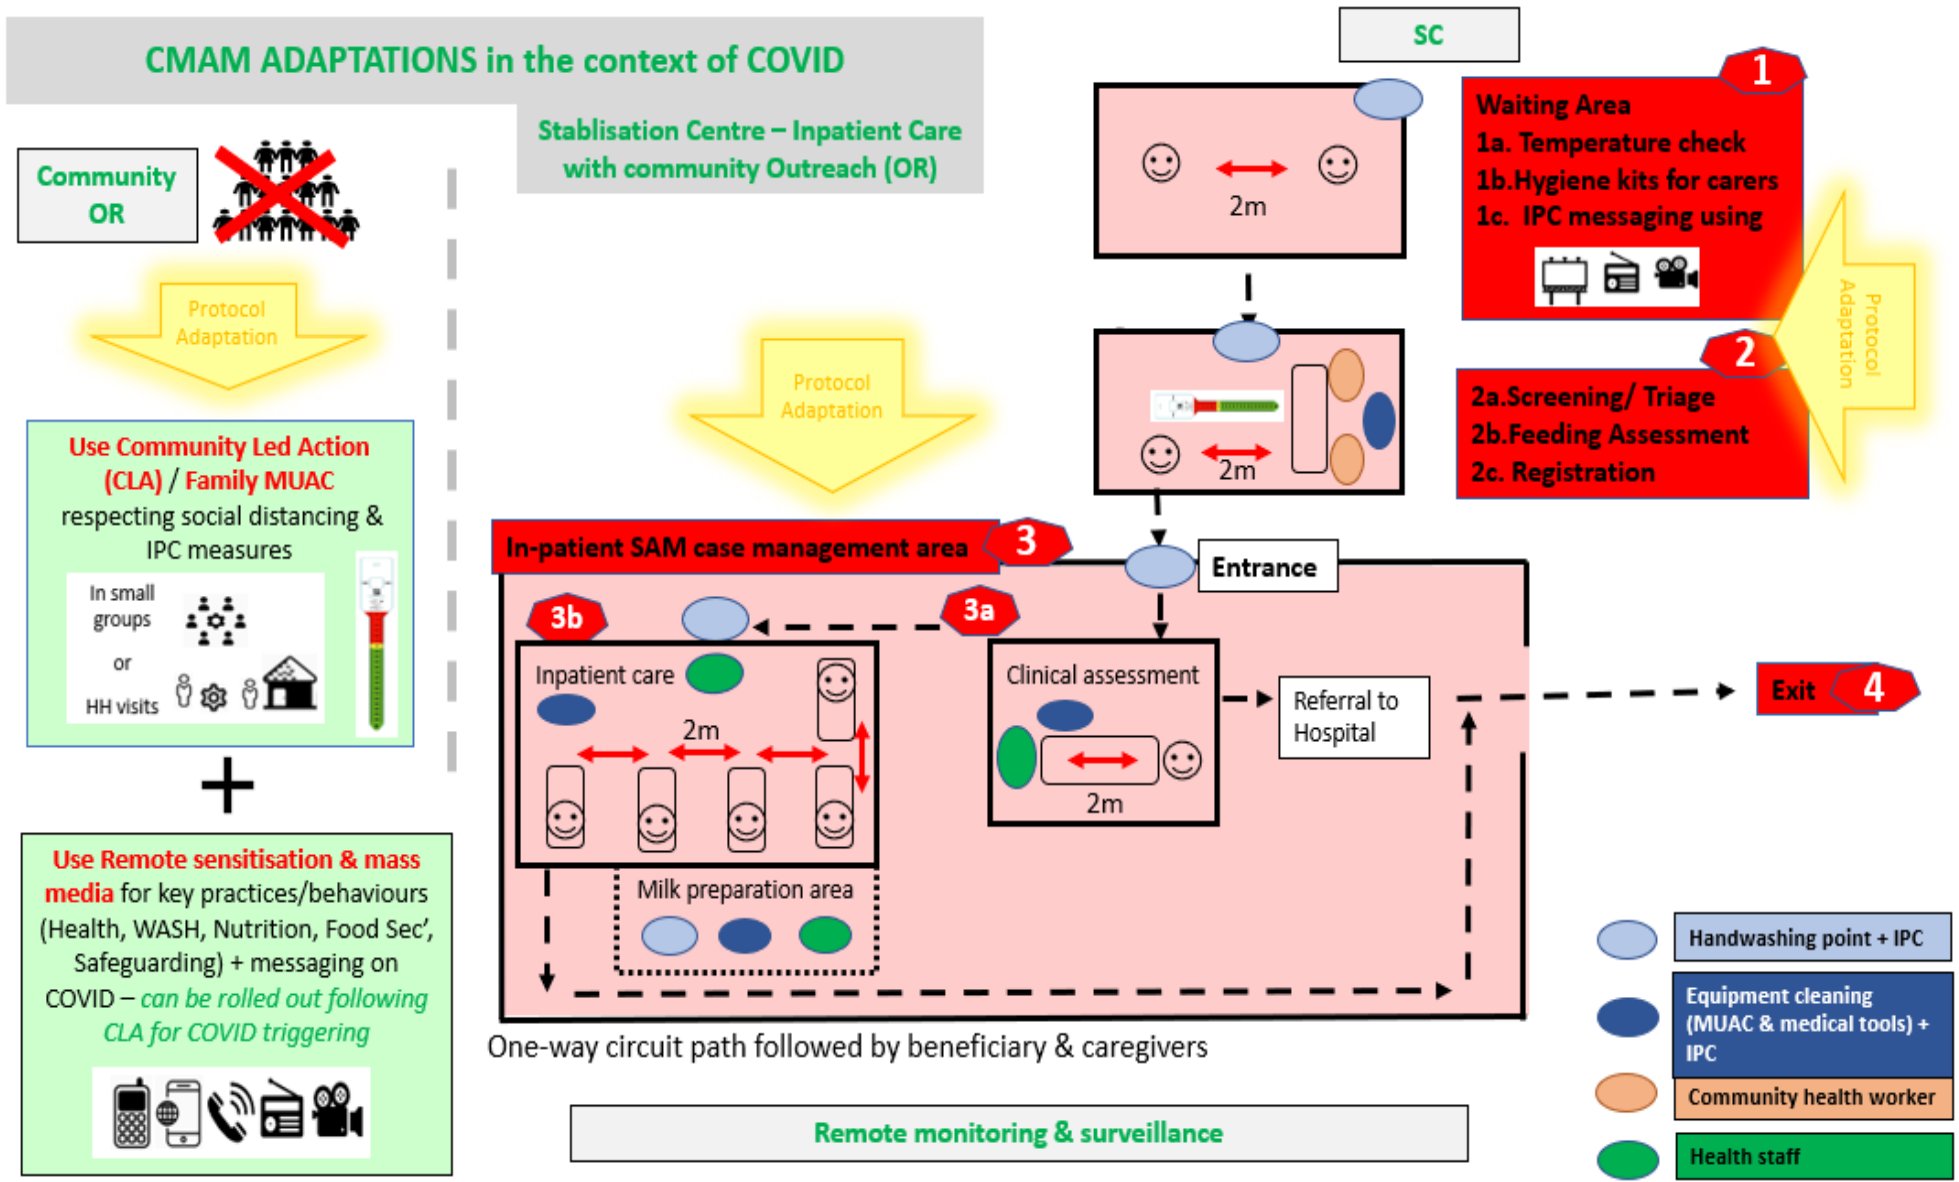 CMAM ADAPTATIONS in the context of COVID
Stablisation Centre – Inpatient Care
with community Outreach (OR)
Community
OR
Protocol
Adaptation
Use Community Led Action
(CLA) / Family MUAC
respecting social distancing &
IPC measures
In small
groups
or
HH visits
+
Use Remote sensitisation & mass
media for key practices/behaviours
(Health, WASH, Nutrition, Food Sec’,
Safeguarding) + messaging on
COVID – can be rolled out following
CLA for COVID triggering
SC
2m
1
Waiting Area
1a. Temperature check
1b.Hygiene kits for carers
1c. IPC messaging using
Protocol
Adaptation
2
2a.Screening/ Triage
2b.Feeding Assessment
2c. Registration
2m
Protocol
Adaptation
In-patient SAM case management area
3
Entrance
3a
3b
Inpatient care
2m
Clinical assessment
2m
Referral to
Hospital
Exit
4
Milk preparation area
One-way circuit path followed by beneficiary & caregivers
Remote monitoring & surveillance
Handwashing point + IPC
Equipment cleaning
(MUAC & medical tools) +
IPC
Community health worker
Health staff